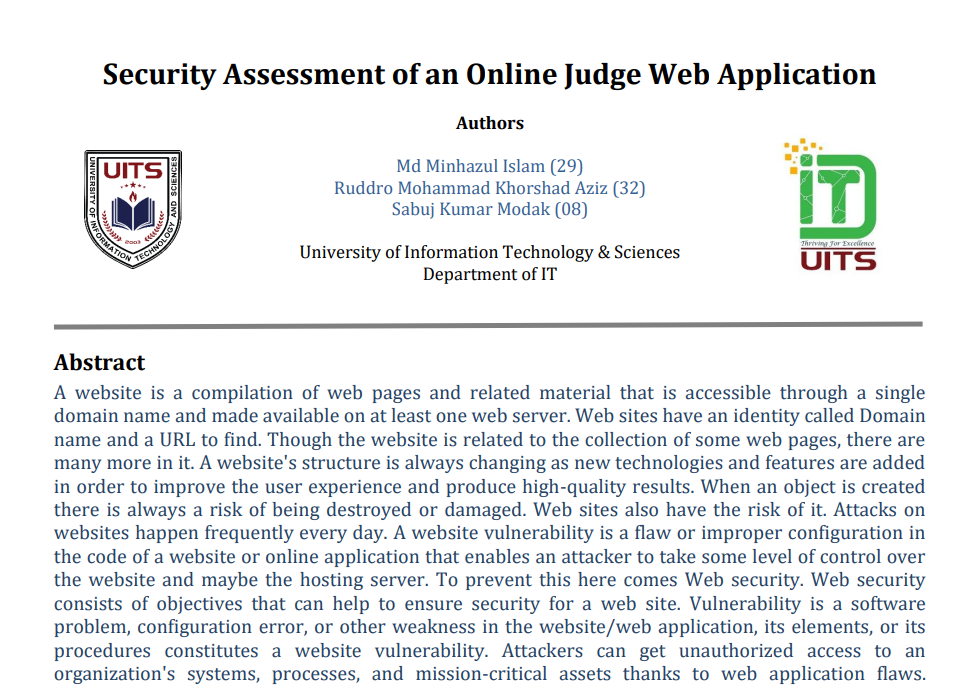 Security Assessment of an Online Judge Web Application
Authors
Md Minhazul Islam (29)
Ruddro Mohammad Khorshad Aziz (32)
Sabuj Kumar Modak (08)
University of Information Technology & Sciences
Department of IT
UITS
UNIVERSITY OF INFORMATION TECHNOLOGY AND SCIENCES
2003
iTD
Thriving For Excellence
UITS
Abstract
A website is a compilation of web pages and related material that is accessible through a single
domain name and made available on at least one web server. Web sites have an identity called Domain
name and a URL to find. Though the website is related to the collection of some web pages, there are
many more in it. A website's structure is always changing as new technologies and features are added
in order to improve the user experience and produce high-quality results. When an object is created
there is always a risk of being destroyed or damaged. Web sites also have the risk of it. Attacks on
websites happen frequently every day. A website vulnerability is a flaw or improper configuration in
the code of a website or online application that enables an attacker to take some level of control over
the website and maybe the hosting server. To prevent this here comes Web security. Web security
consists of objectives that can help to ensure security for a web site. Vulnerability is a software
problem, configuration error, or other weakness in the website/web application, its elements, or its
procedures constitutes a website vulnerability. Attackers can get unauthorized access to an
organization's systems, processes, and mission-critical assets thanks to web application flaws.